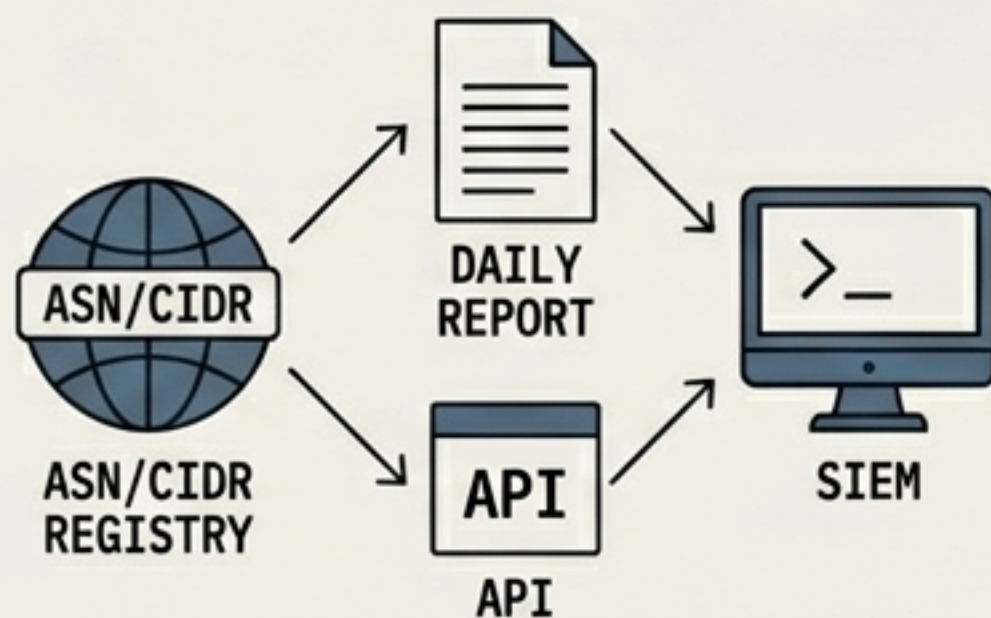 ASN/CIDR
ASN/CIDR
REGISTRY
DAILY
REPORT
API
API
>_
SIEM